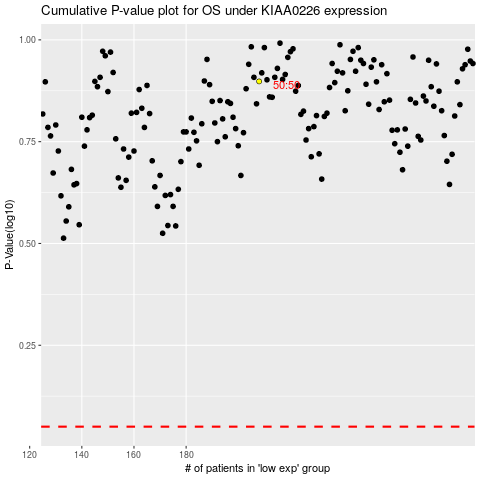 Cumulative P-value plot for OS under KIAA0226 expression
P-Value(log10)
1.00
0.75
0.50
0.25
50:50
120 140 160 180
# of patients in 'low exp' group